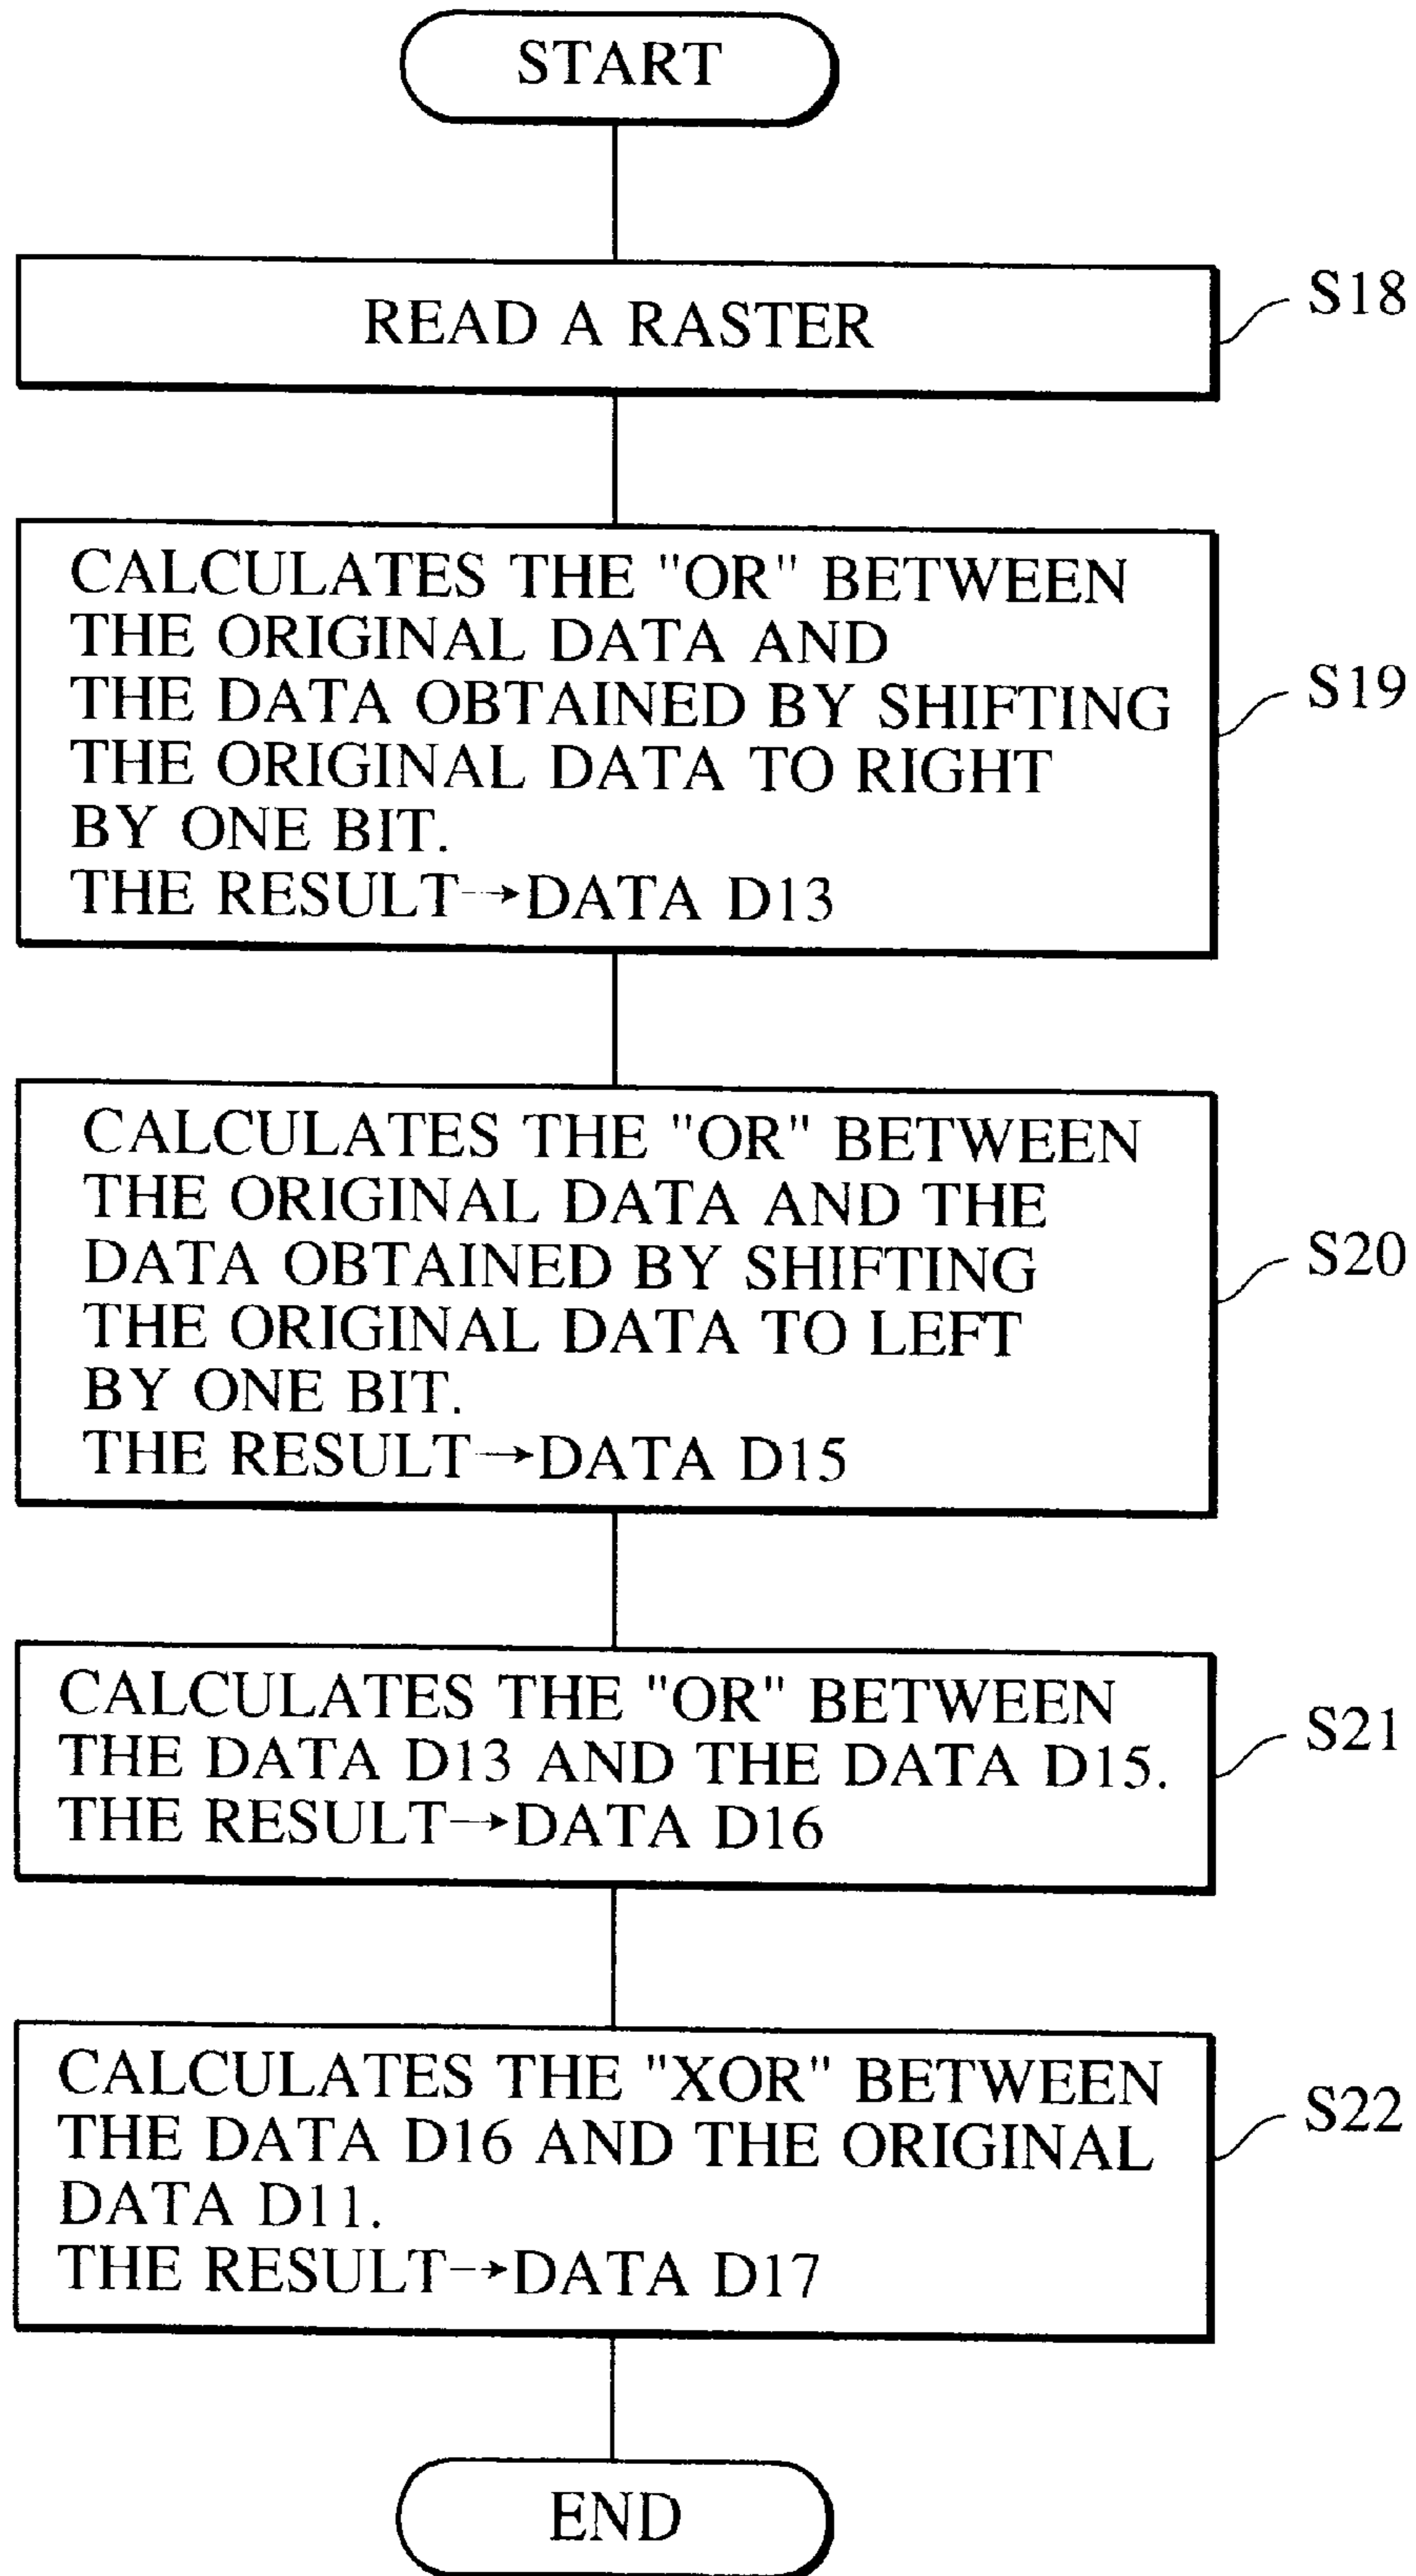 START
READ A RASTER
S18
CALCULATES THE "OR" BETWEEN
THE ORIGINAL DATA AND
THE DATA OBTAINED BY SHIFTING
THE ORIGINAL DATA TO RIGHT
BY ONE BIT.
THE RESULT→DATA D13
S19
CALCULATES THE "OR" BETWEEN
THE ORIGINAL DATA AND THE
DATA OBTAINED BY SHIFTING
THE ORIGINAL DATA TO LEFT
BY ONE BIT.
THE RESULT→DATA D15
S20
CALCULATES THE "OR" BETWEEN
THE DATA D13 AND THE DATA D15.
THE RESULT→DATA D16
S21
CALCULATES THE "XOR" BETWEEN
THE DATA D16 AND THE ORIGINAL
DATA D11.
THE RESULT→DATA D17
S22
END